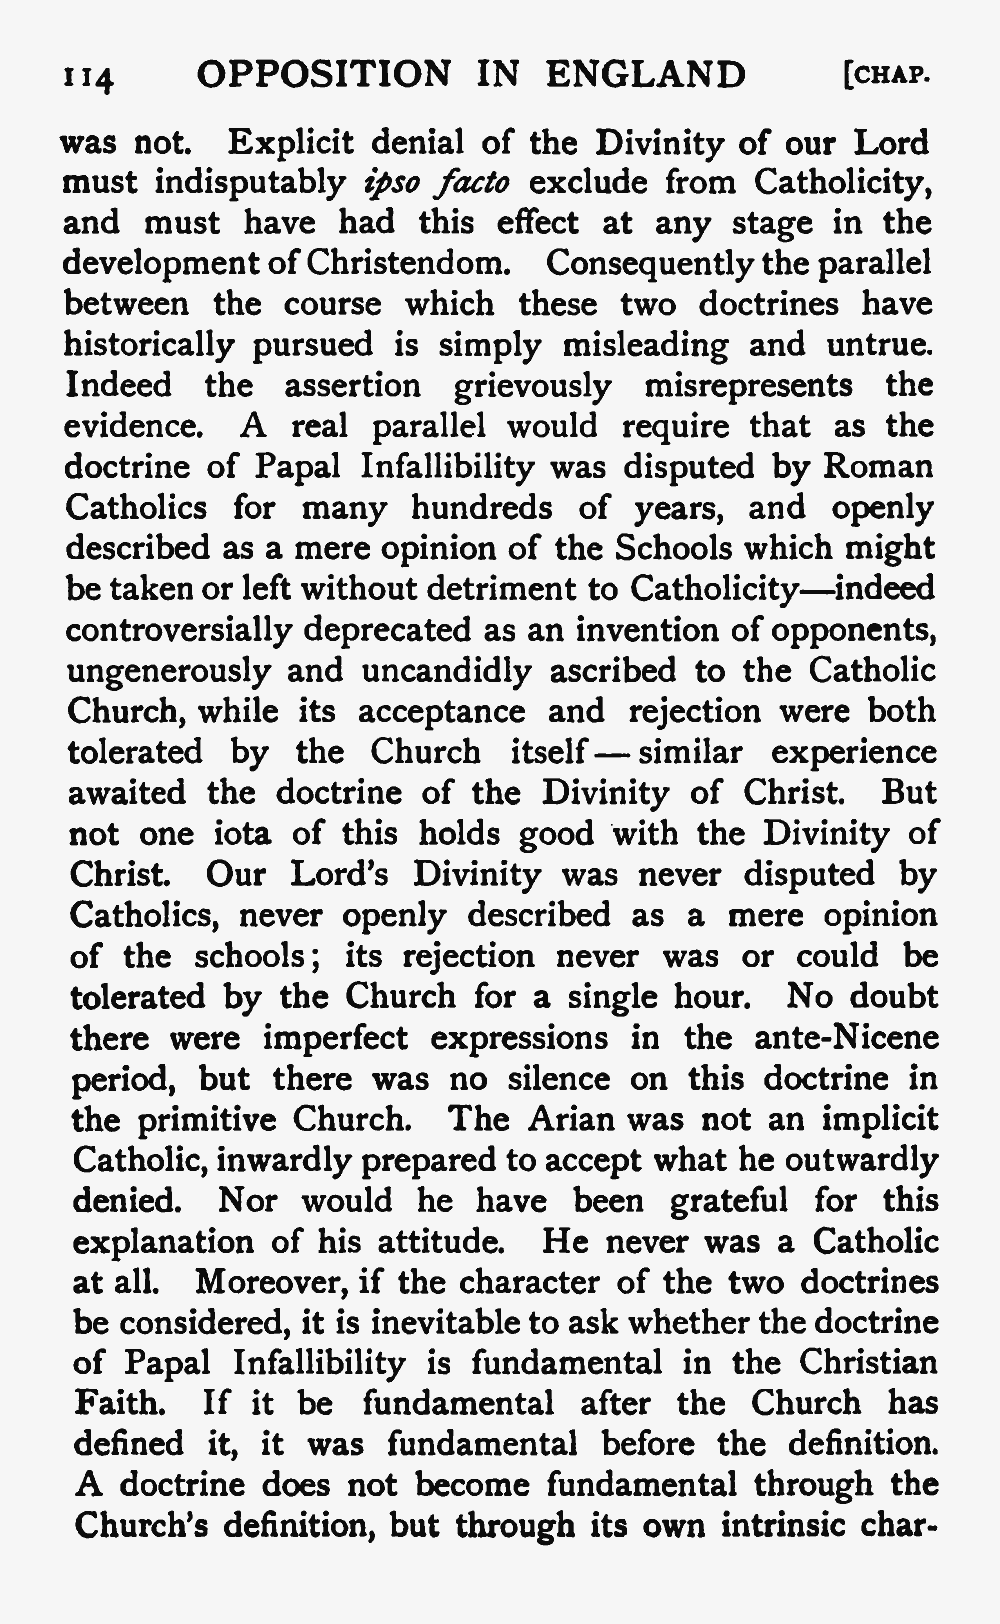 114 OPPOSITION IN ENGLAND [CHAP.
was not. Explicit denial of the Divinity of our Lord
must indisputably ipso facto exclude from Catholicity,
and must have had this effect at any stage in the
development of Christendom. Consequently the parallel
between the course which these two doctrines have
historically pursued is simply misleading and untrue.
Indeed the assertion grievously misrepresents the
evidence. A real parallel would require that as the
doctrine of Papal Infallibility was disputed by Roman
Catholics for many hundreds of years, and openly
described as a mere opinion of the Schools which might
be taken or left without detriment to Catholicity—indeed
controversially deprecated as an invention of opponents,
ungenerously and uncandidly ascribed to the Catholic
Church, while its acceptance and rejection were both
tolerated by the Church itself — similar experience
awaited the doctrine of the Divinity of Christ. But
not one iota of this holds good with the Divinity of
Christ. Our Lord's Divinity was never disputed by
Catholics, never openly described as a mere opinion
of the schools; its rejection never was or could be
tolerated by the Church for a single hour. No doubt
there were imperfect expressions in the ante-Nicene
period, but there was no silence on this doctrine in
the primitive Church. The Arian was not an implicit
Catholic, inwardly prepared to accept what he outwardly
denied. Nor would he have been grateful for this
explanation of his attitude. He never was a Catholic
at all. Moreover, if the character of the two doctrines
be considered, it is inevitable to ask whether the doctrine
of Papal Infallibility is fundamental in the Christian
Faith. If it be fundamental after the Church has
defined it, it was fundamental before the definition.
A doctrine does not become fundamental through the
Church's definition, but through its own intrinsic char-